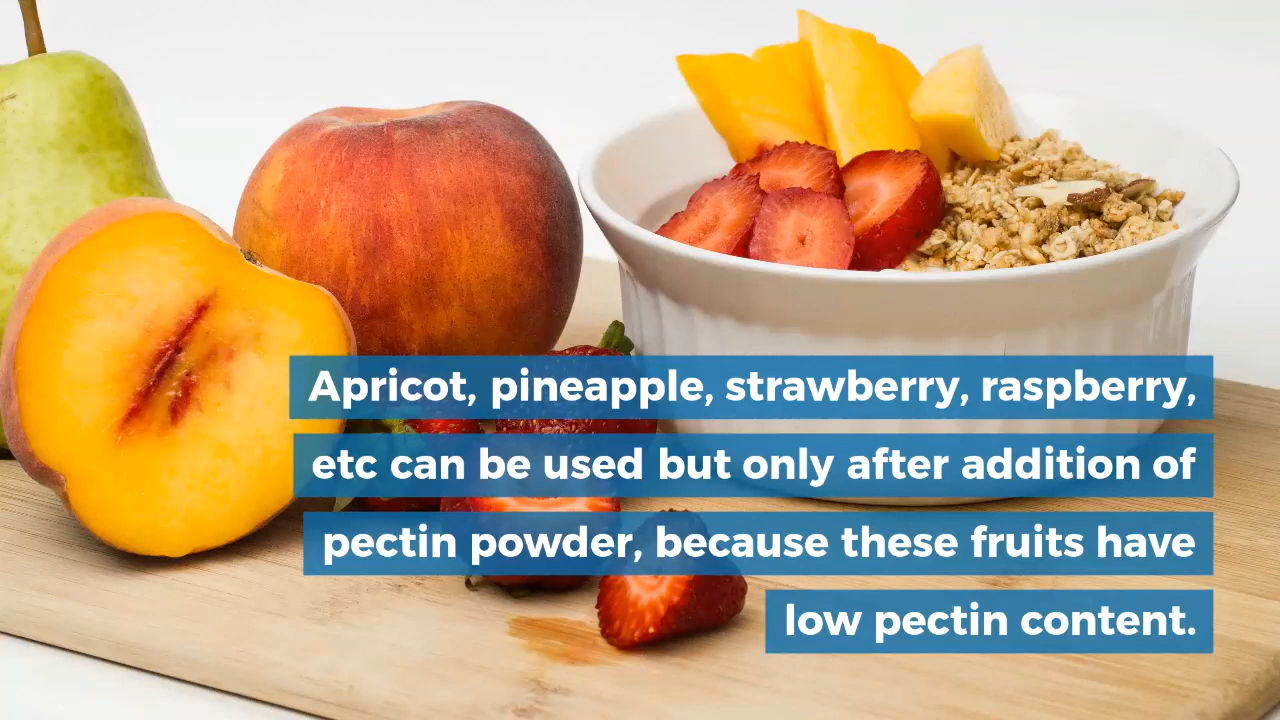 Apricot, pineapple, strawberry, raspberry,
etc can be used but only after addition of
pectin powder, because these fruits have
low pectin content.